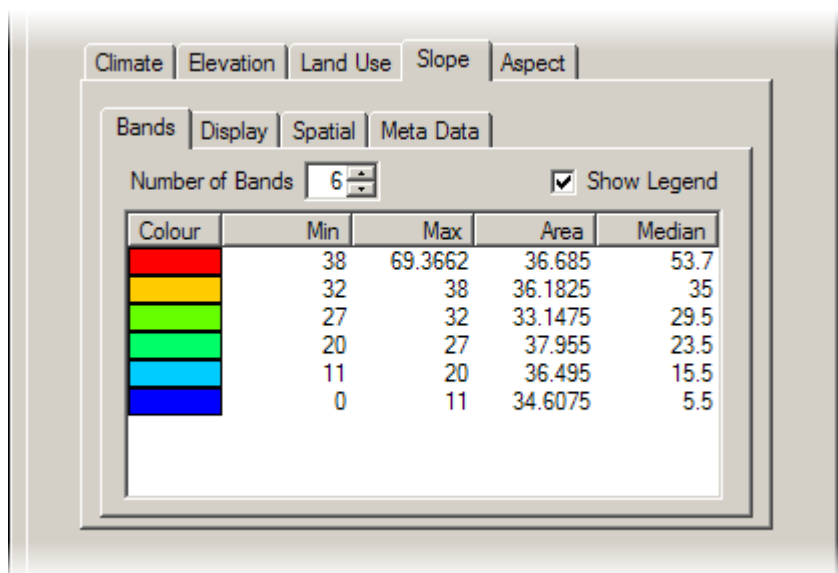 Climate Elevation Land Use Slope Aspect
Bands Display Spatial Meta Data
Number of Bands 6 Show Legend
Colour Min Max Area Median
38 69.3662 36.685 53.7
32 38 36.1825 35
27 32 33.1475 29.5
20 27 37.955 23.5
11 20 36.495 15.5
0 11 34.6075 5.5